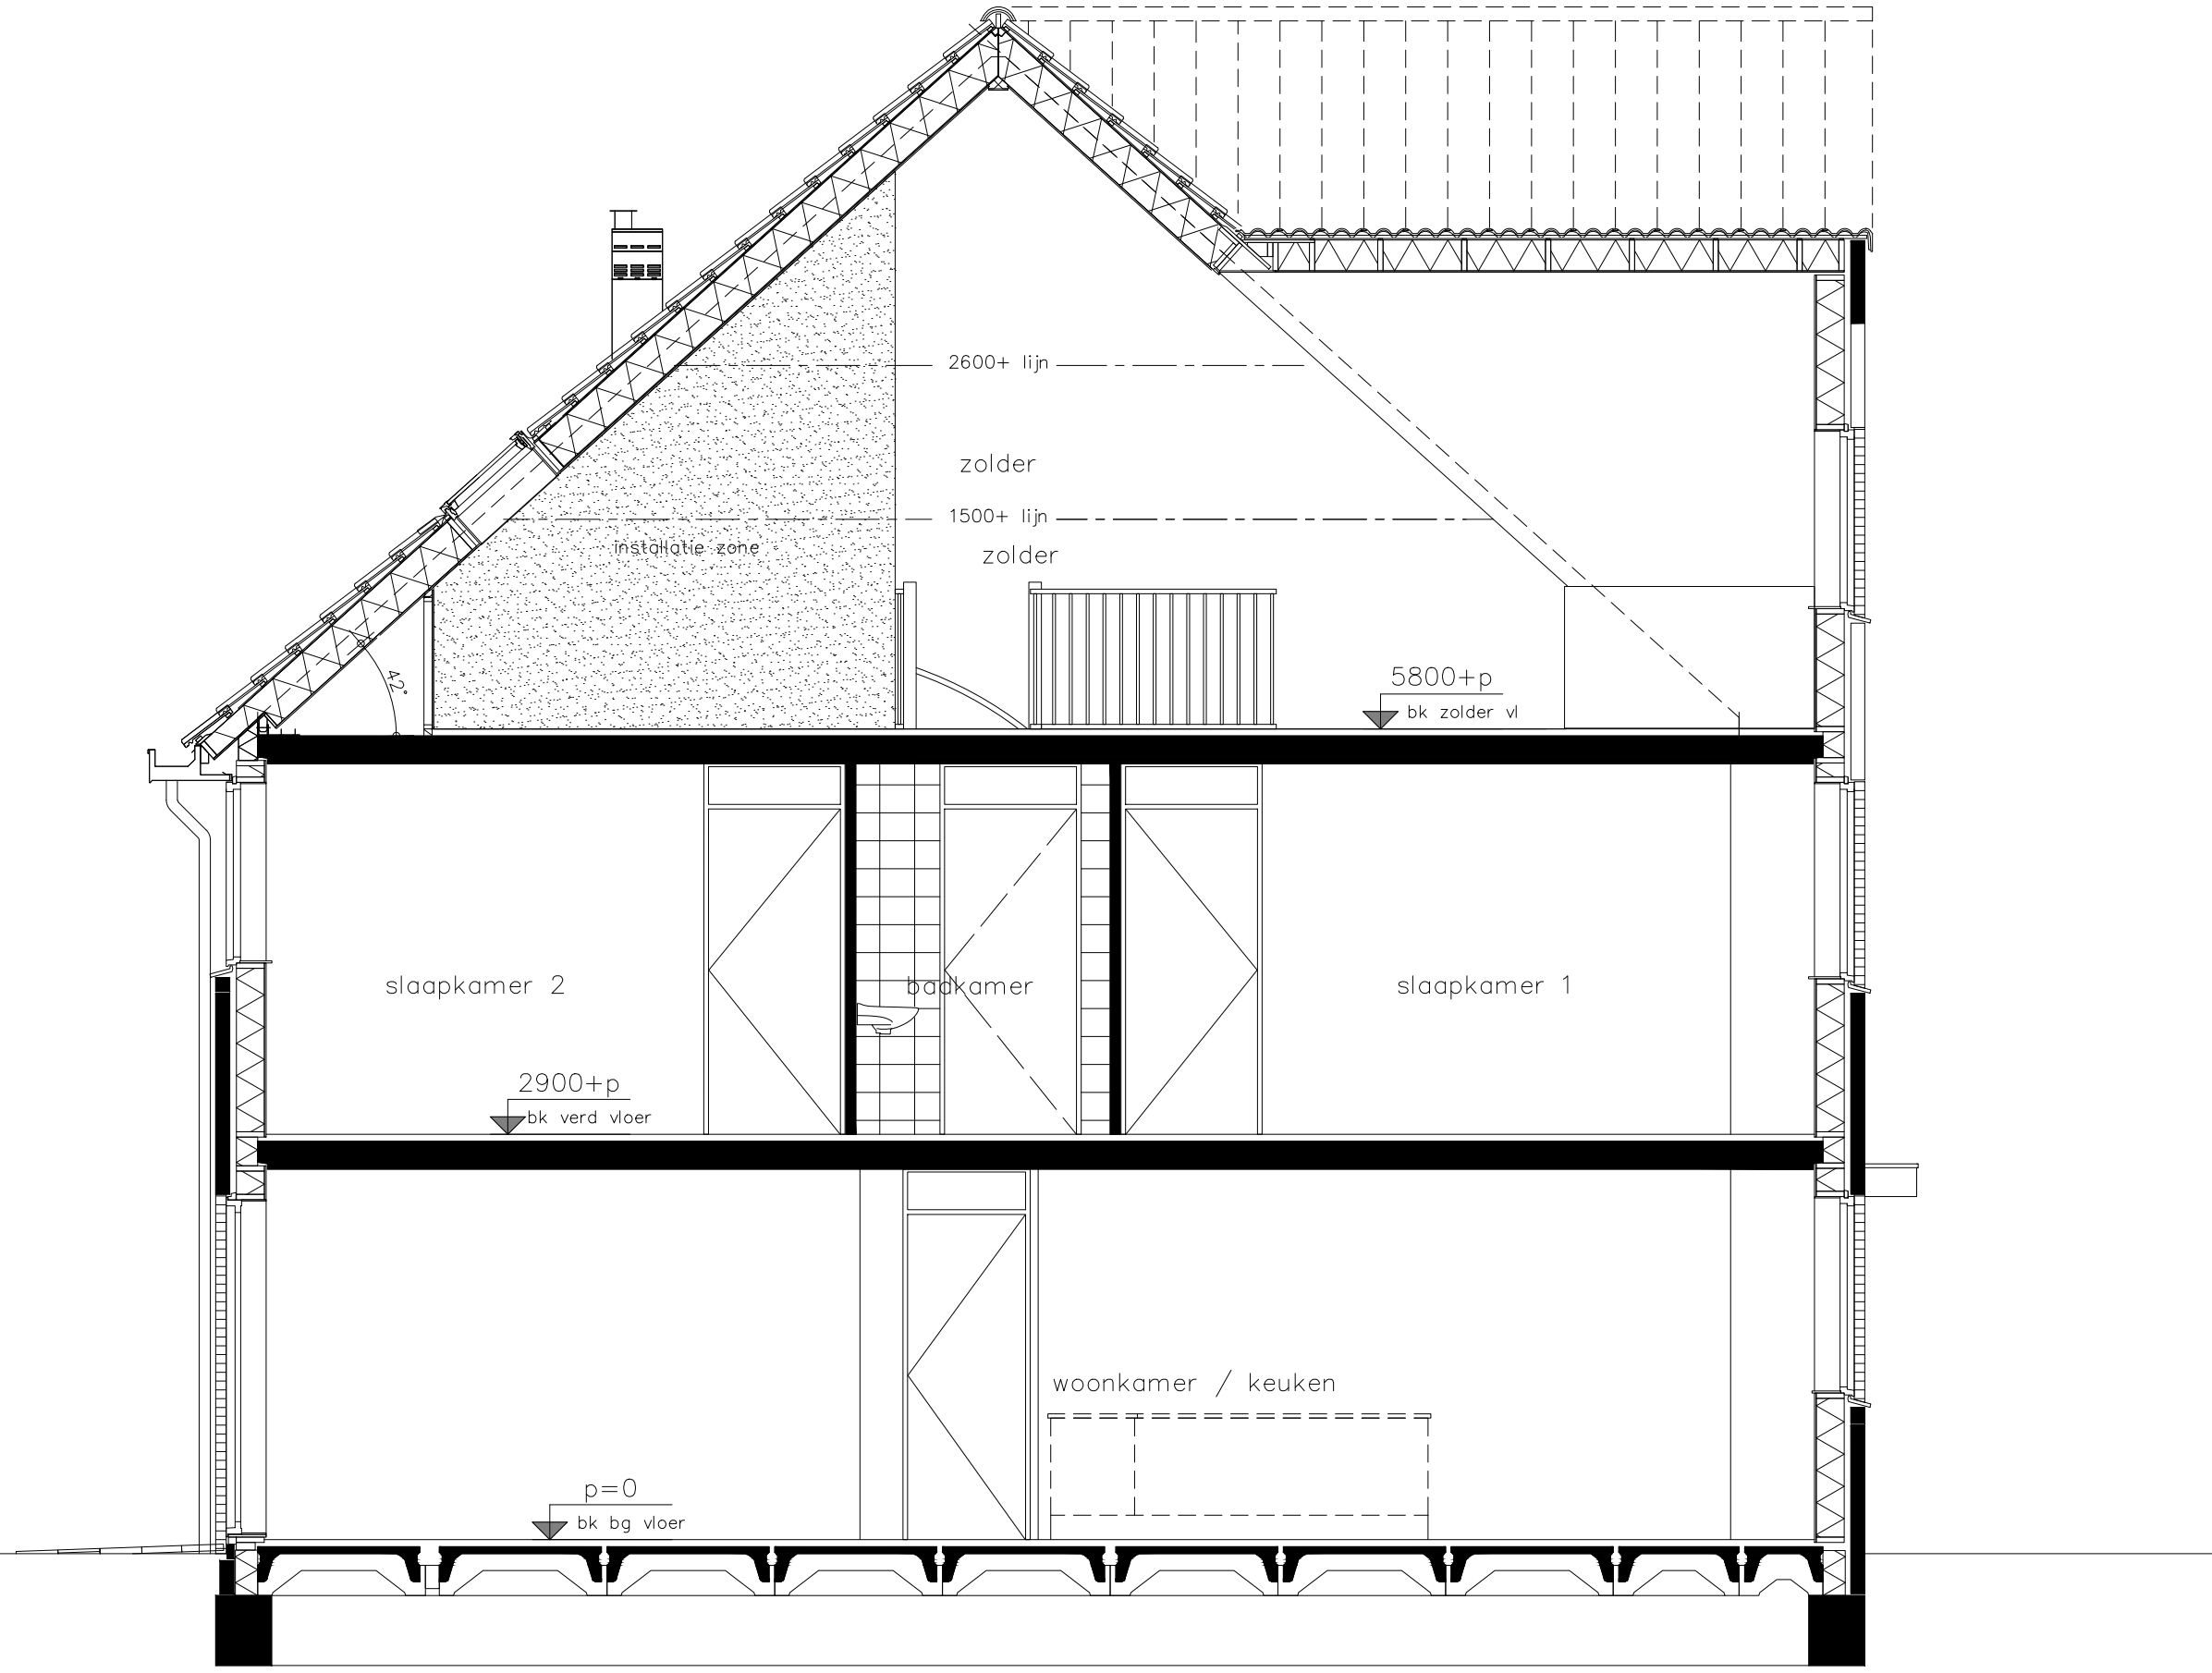 2600+ lijn
zolder
1500+ lijn
installatie zone
zolder
42°
5800+p
bk zolder vl
slaapkamer 2
badkamer
slaapkamer 1
2900+p
bk verd vloer
woonkamer / keuken
p=0
bk bg vloer